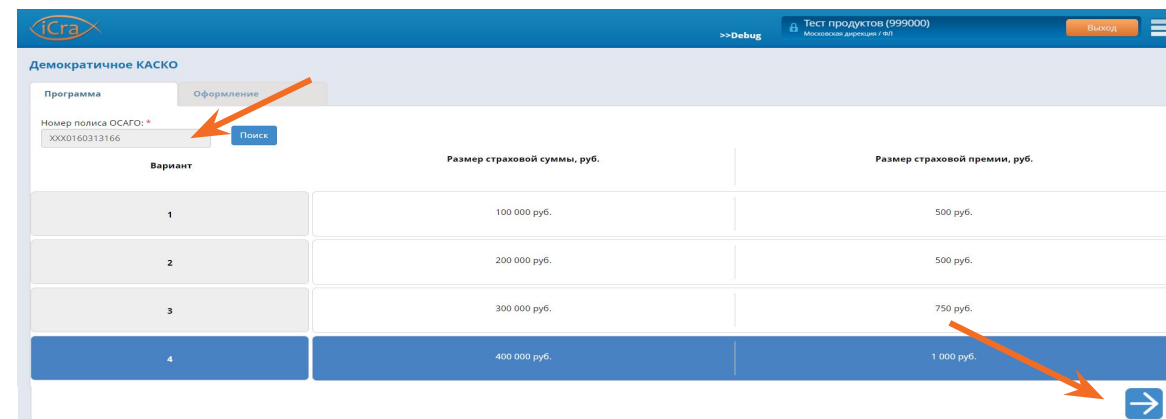 iCra
>>Debug
Тест продуктов (999000)
Московская дирекция / ФЛ
Выход
Демократичное КАСКО
Программа
Оформление
Номер полиса ОСАГО: *
XXX0160313166
Поиск
Вариант
Размер страховой суммы, руб.
Размер страховой премии, руб.
1
100 000 руб.
500 руб.
2
200 000 руб.
500 руб.
3
300 000 руб.
750 руб.
4
400 000 руб.
1 000 руб.